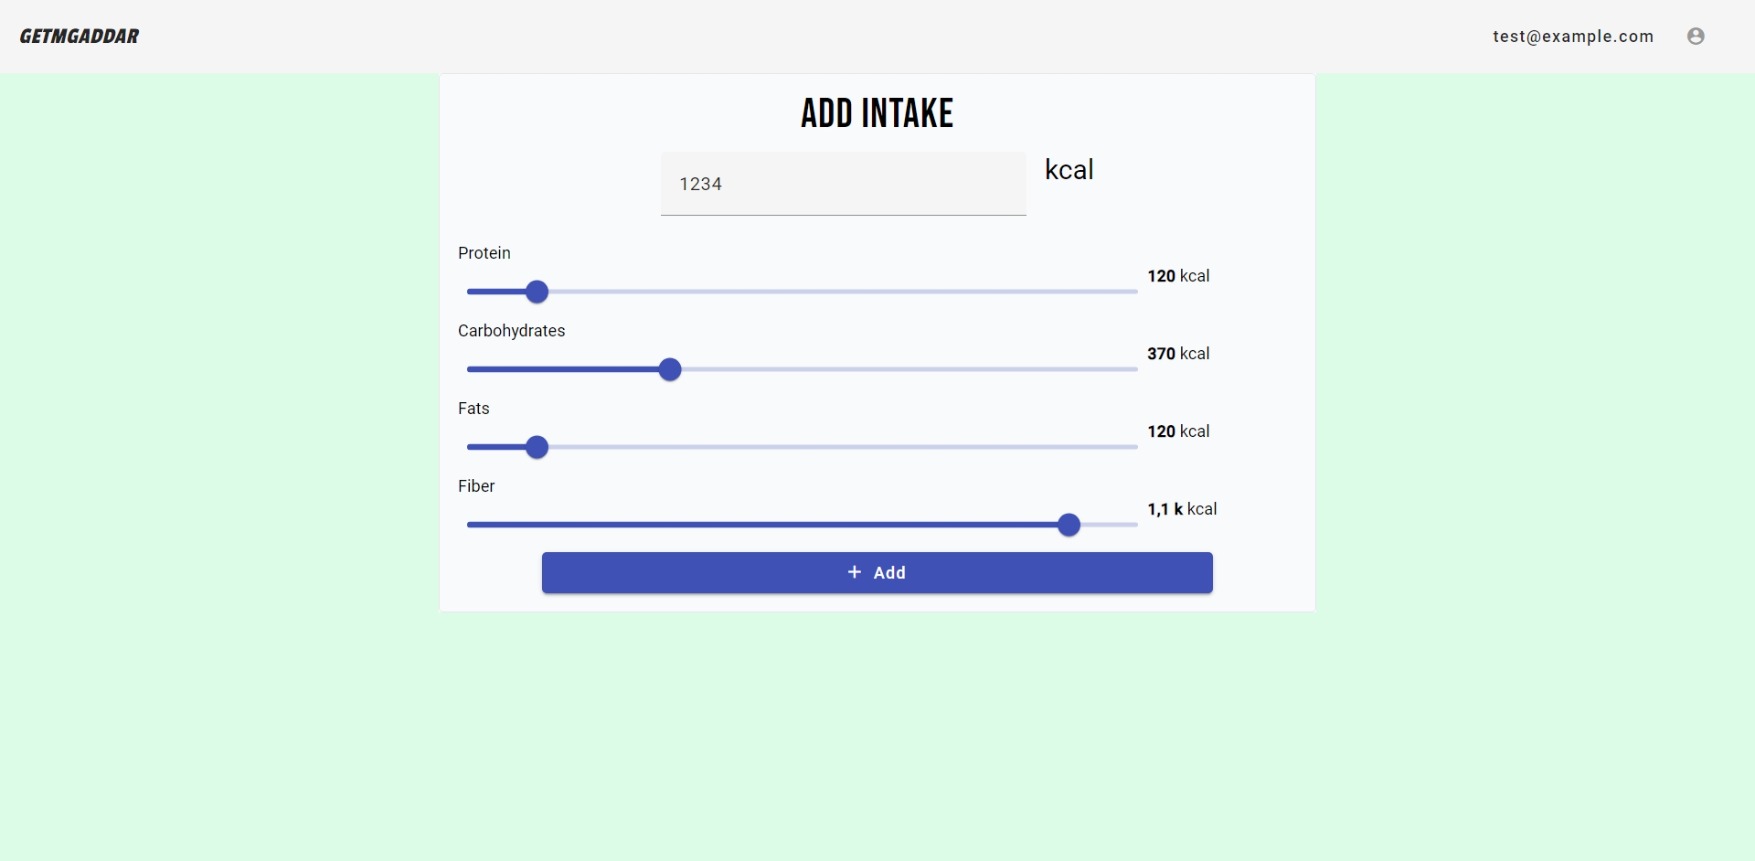 GETMGADDAR
test@example.com
ADD INTAKE
1234
kcal
Protein
120 kcal
Carbohydrates
370 kcal
Fats
120 kcal
Fiber
1,1 k kcal
+ Add